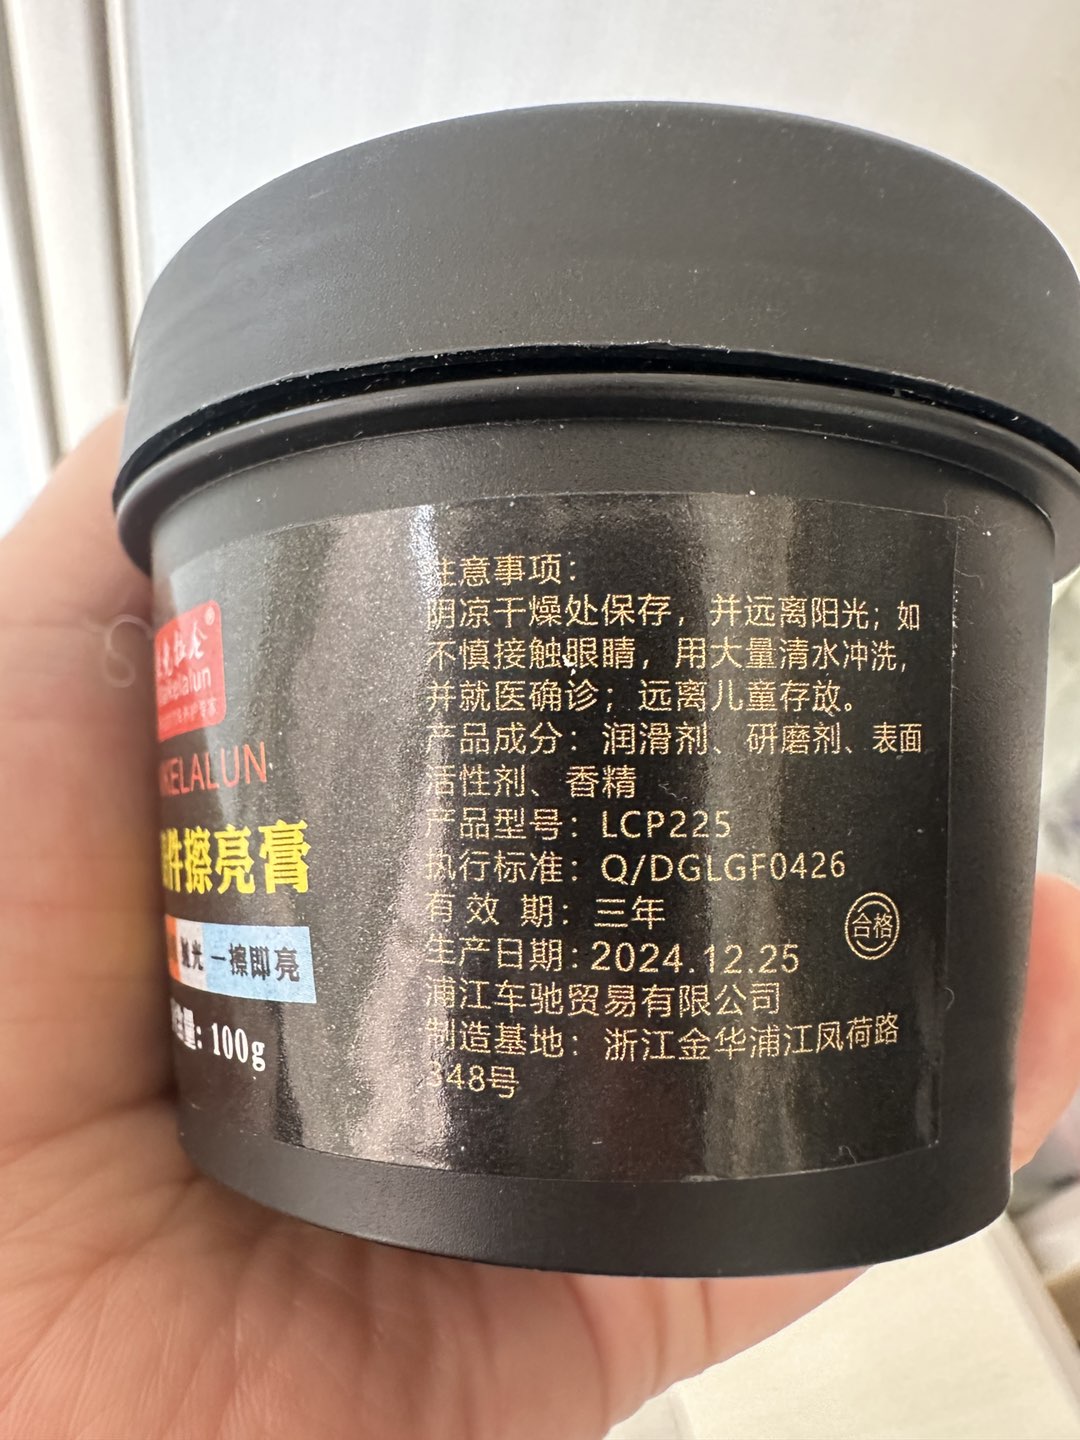 kelalun
KELALUN
件擦亮膏
光 一擦即亮
量: 100g
注意事项：
阴凉干燥处保存，并远离阳光；如
不慎接触眼睛，用大量清水冲洗，
并就医确诊；远离儿童存放。
产品成分：润滑剂、研磨剂、表面
活性剂、香精
产品型号：LCP225
执行标准：Q/DGLGF0426
有 效 期：三年
合格
生产日期：2024.12.25
浦江车驰贸易有限公司
制造基地：浙江金华浦江凤荷路
348号